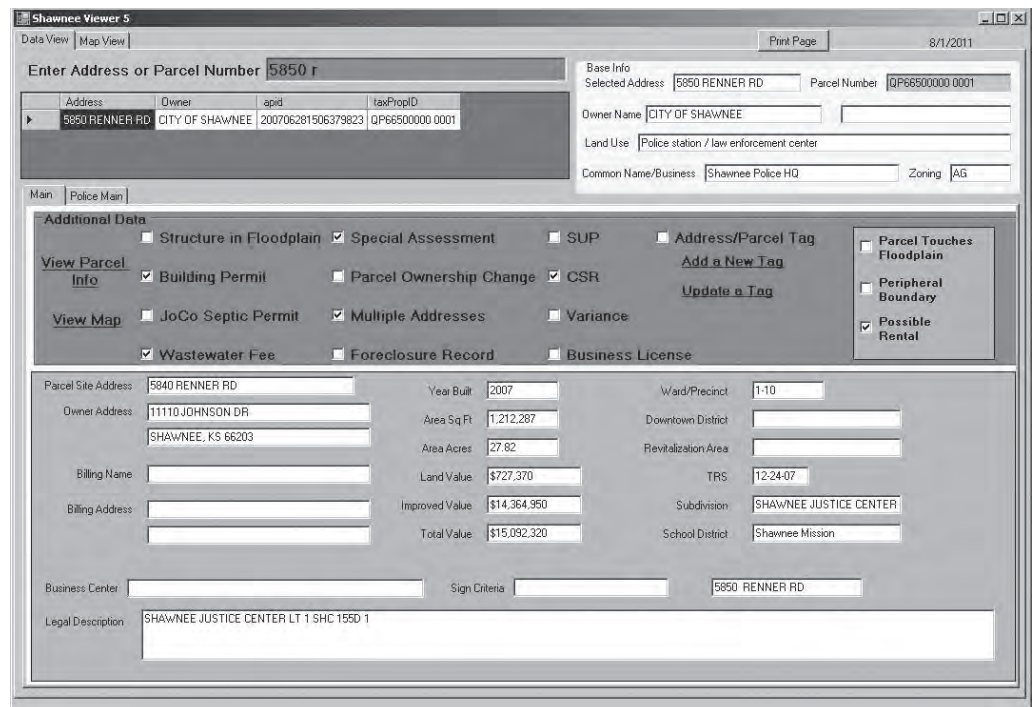 Shawnee Viewer 5
Data View Map View Print Page 8/1/2011
Enter Address or Parcel Number 5850 r
Address Owner apid taxPropID
5850 RENNER RD CITY OF SHAWNEE 200706281506379823 QP66500000 0001
Base Info
Selected Address 5850 RENNER RD Parcel Number QP66500000 0001
Owner Name CITY OF SHAWNEE
Land Use Police station / law enforcement center
Common Name/Business Shawnee Police HQ Zoning AG
Main Police Main
Additional Data
Structure in Floodplain Special Assessment SUP Address/Parcel Tag
View Parcel Info
Building Permit Parcel Ownership Change CSR Add a New Tag
Update a Tag
View Map JoCo Septic Permit Multiple Addresses Variance
Wastewater Fee Foreclosure Record Business License
Parcel Touches
Floodplain
Peripheral
Boundary
Possible
Rental
Parcel Site Address 5840 RENNER RD Year Built 2007 Ward/Precinct 1-10
Owner Address 11110 JOHNSON DR Area Sq Ft 1,212,287 Downtown District
SHAWNEE, KS 66203 Area Acres 27.82 Revitalization Area
Billing Name Land Value $727,370 TRS 12-24-07
Billing Address Improved Value $14,364,950 Subdivision SHAWNEE JUSTICE CENTER
Total Value $15,092,320 School District Shawnee Mission
Business Center Sign Criteria 5850 RENNER RD
Legal Description SHAWNEE JUSTICE CENTER LT 1 SHC 155D 1